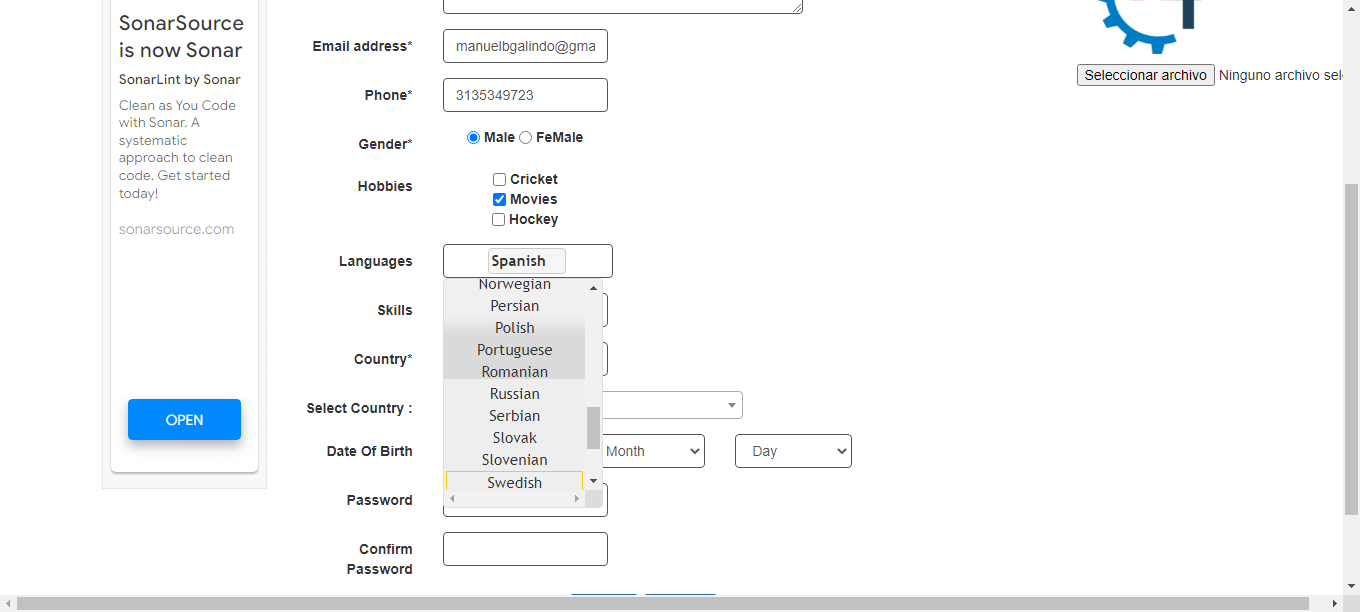 SonarSource
is now Sonar
SonarLint by Sonar
Clean as You Code
with Sonar. A
systematic
approach to clean
code. Get started
today!
sonarsource.com
OPEN
Email address* manuelbgalindo@gma
Phone* 3135349723
Gender* Male FeMale
Hobbies Cricket
Movies
Hockey
Languages Spanish
Norwegian
Persian
Polish
Portuguese
Romanian
Russian
Serbian
Slovak
Slovenian
Swedish
Skills
Country*
Select Country :
Date Of Birth Month Day
Password
Confirm
Password
Seleccionar archivo Ninguno archivo sel